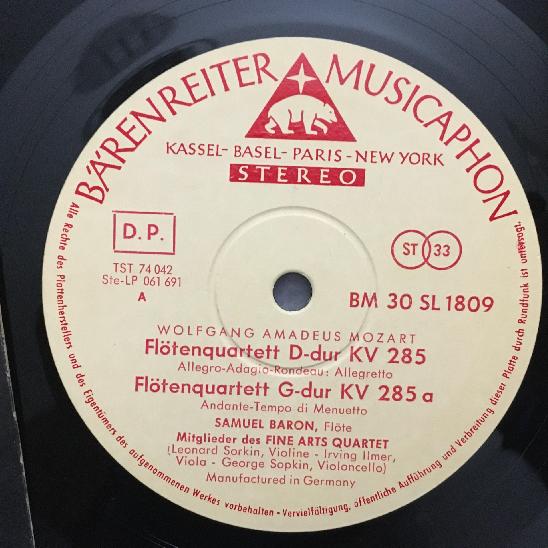 BÄRENREITER MUSICAPHON
KASSEL - BASEL - PARIS - NEW YORK
STEREO
D. P.
ST 33
TST 74 042
Ste-LP 061 691
A
BM 30 SL 1809
WOLFGANG AMADEUS MOZART
Flötenquartett D-dur KV 285
Allegro-Adagio-Rondeau: Allegretto
Flötenquartett G-dur KV 285 a
Andante-Tempo di Menuetto
SAMUEL BARON, Flöte
Mitglieder des FINE ARTS QUARTET
(Leonard Sorkin, Violine - Irving Ilmer,
Viola - George Sopkin, Violoncello)
Manufactured in Germany
Alle Rechte des Plattenherstellers und des Eigentümers des aufgenommenen Werkes vorbehalten - Vervielfältigung, öffentliche Aufführung und Verbreitung dieser Platte durch Rundfunk ist untersagt.